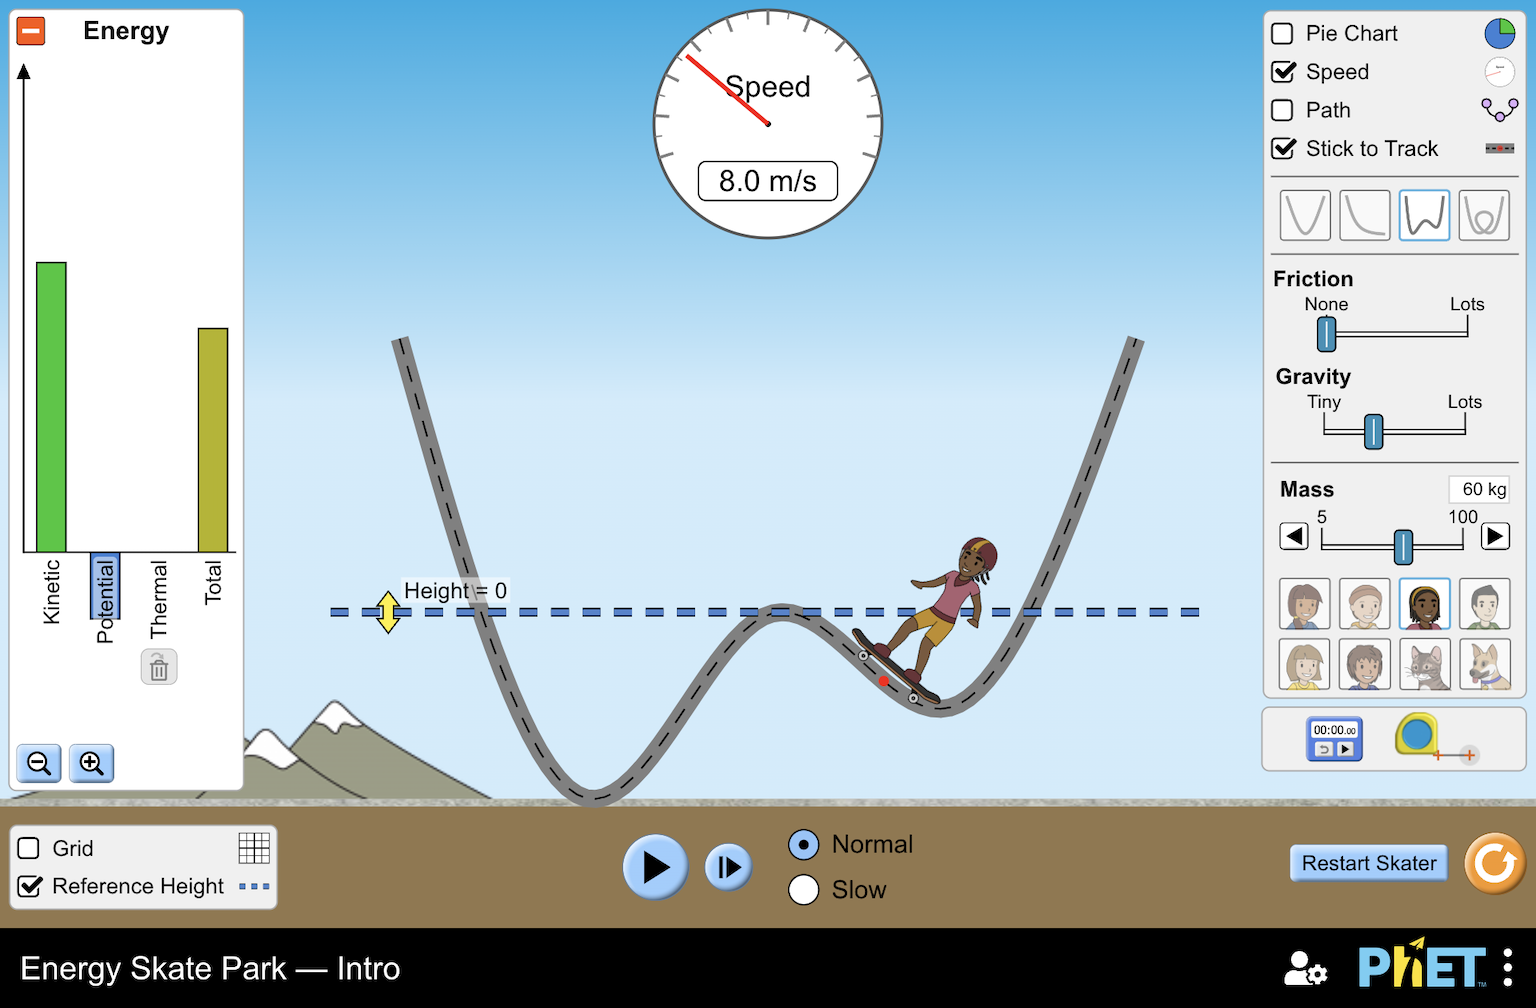 Energy
Kinetic
Potential
Thermal
Total
Speed
8.0 m/s
Height = 0
Pie Chart
Speed
Path
Stick to Track
Friction
None Lots
Gravity
Tiny Lots
Mass 60 kg
5 100
00:00.00
Grid
Reference Height
Normal
Slow
Restart Skater
Energy Skate Park — Intro
PhET™